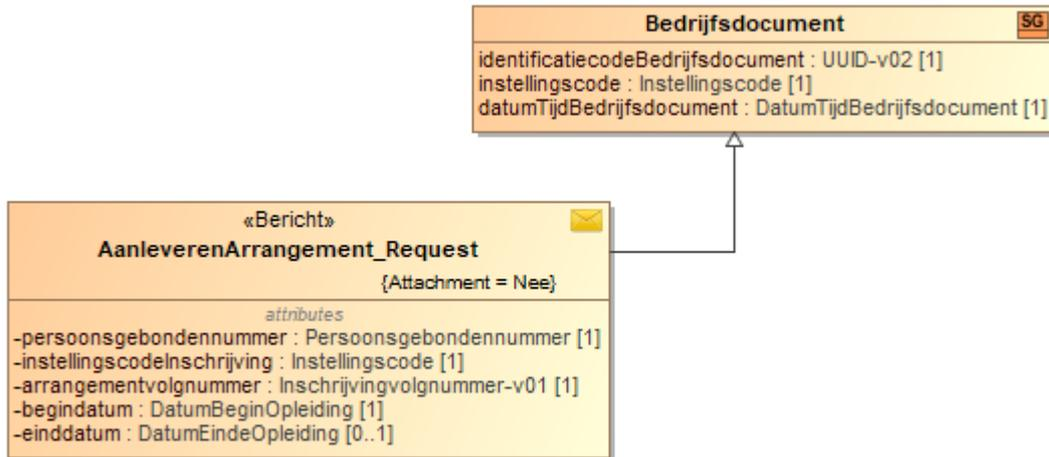 Bedrijfsdocument
SG
identificatiecodeBedrijfsdocument : UUID-v02 [1]
instellingscode : Instellingscode [1]
datumTijdBedrijfsdocument : DatumTijdBedrijfsdocument [1]
«Bericht»
AanleverenArrangement_Request
{Attachment = Nee}
attributes
-persoonsgebondennummer : Persoonsgebondennummer [1]
-instellingscodeInschrijving : Instellingscode [1]
-arrangementvolgnummer : Inschrijvingvolgnummer-v01 [1]
-begindatum : DatumBeginOpleiding [1]
-einddatum : DatumEindeOpleiding [0..1]